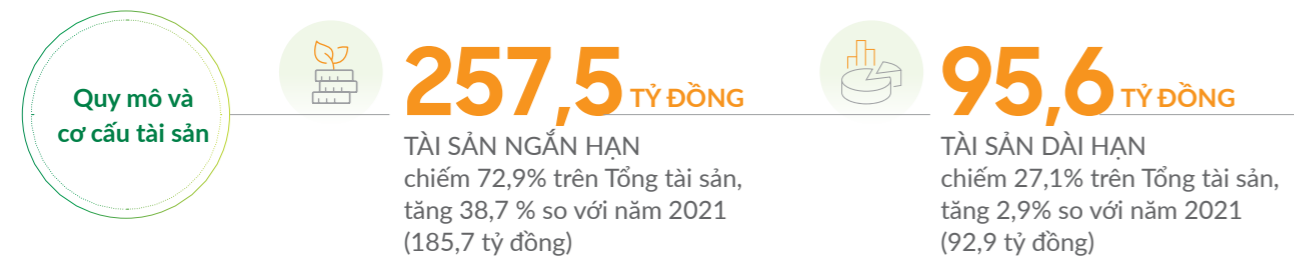 Quy mô và
cơ cấu tài sản
257,5 TỶ ĐỒNG
TÀI SẢN NGẮN HẠN
chiếm 72,9% trên Tổng tài sản,
tăng 38,7 % so với năm 2021
(185,7 tỷ đồng)
95,6 TỶ ĐỒNG
TÀI SẢN DÀI HẠN
chiếm 27,1% trên Tổng tài sản,
tăng 2,9% so với năm 2021
(92,9 tỷ đồng)